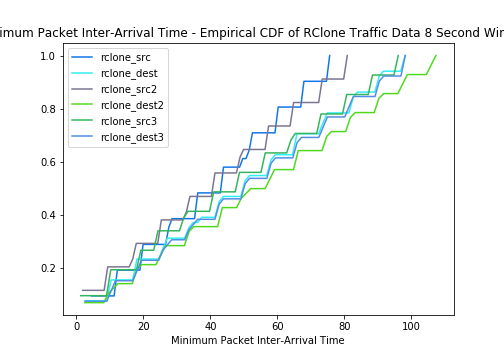 nimum Packet Inter-Arrival Time - Empirical CDF of RClone Traffic Data 8 Second Win
1.0
0.8
0.6
0.4
0.2
rclone_src
rclone_dest
rclone_src2
rclone_dest2
rclone_src3
rclone_dest3
0 20 40 60 80 100
Minimum Packet Inter-Arrival Time